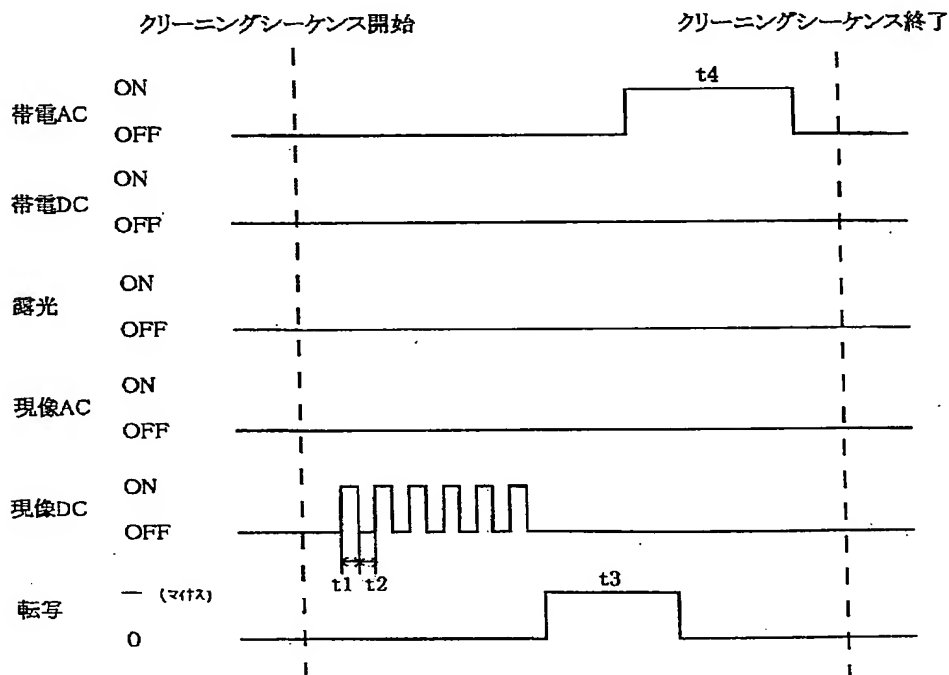 クリーニングシーケンス開始
クリーニングシーケンス終了
帯電AC
ON
OFF
t4
帯電DC
ON
OFF
露光
ON
OFF
現像AC
ON
OFF
現像DC
ON
OFF
t1
t2
転写
— (マイナス)
0
t3